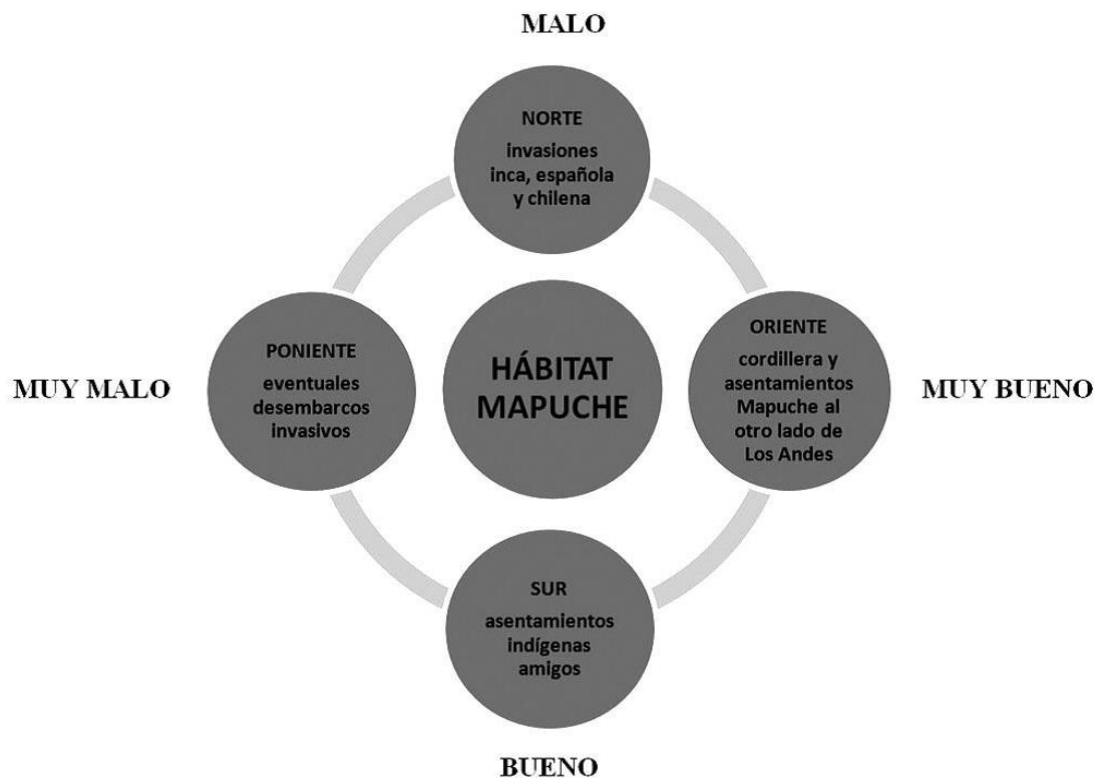 MALO
NORTE
invasiones
inca, española
y chilena
MUY MALO
PONIENTE
eventuales
desembarcos
invasivos
HÁBITAT
MAPUCHE
ORIENTE
cordillera y
asentamientos
Mapuche al
otro lado de
Los Andes
MUY BUENO
SUR
asentamientos
indígenas
amigos
BUENO